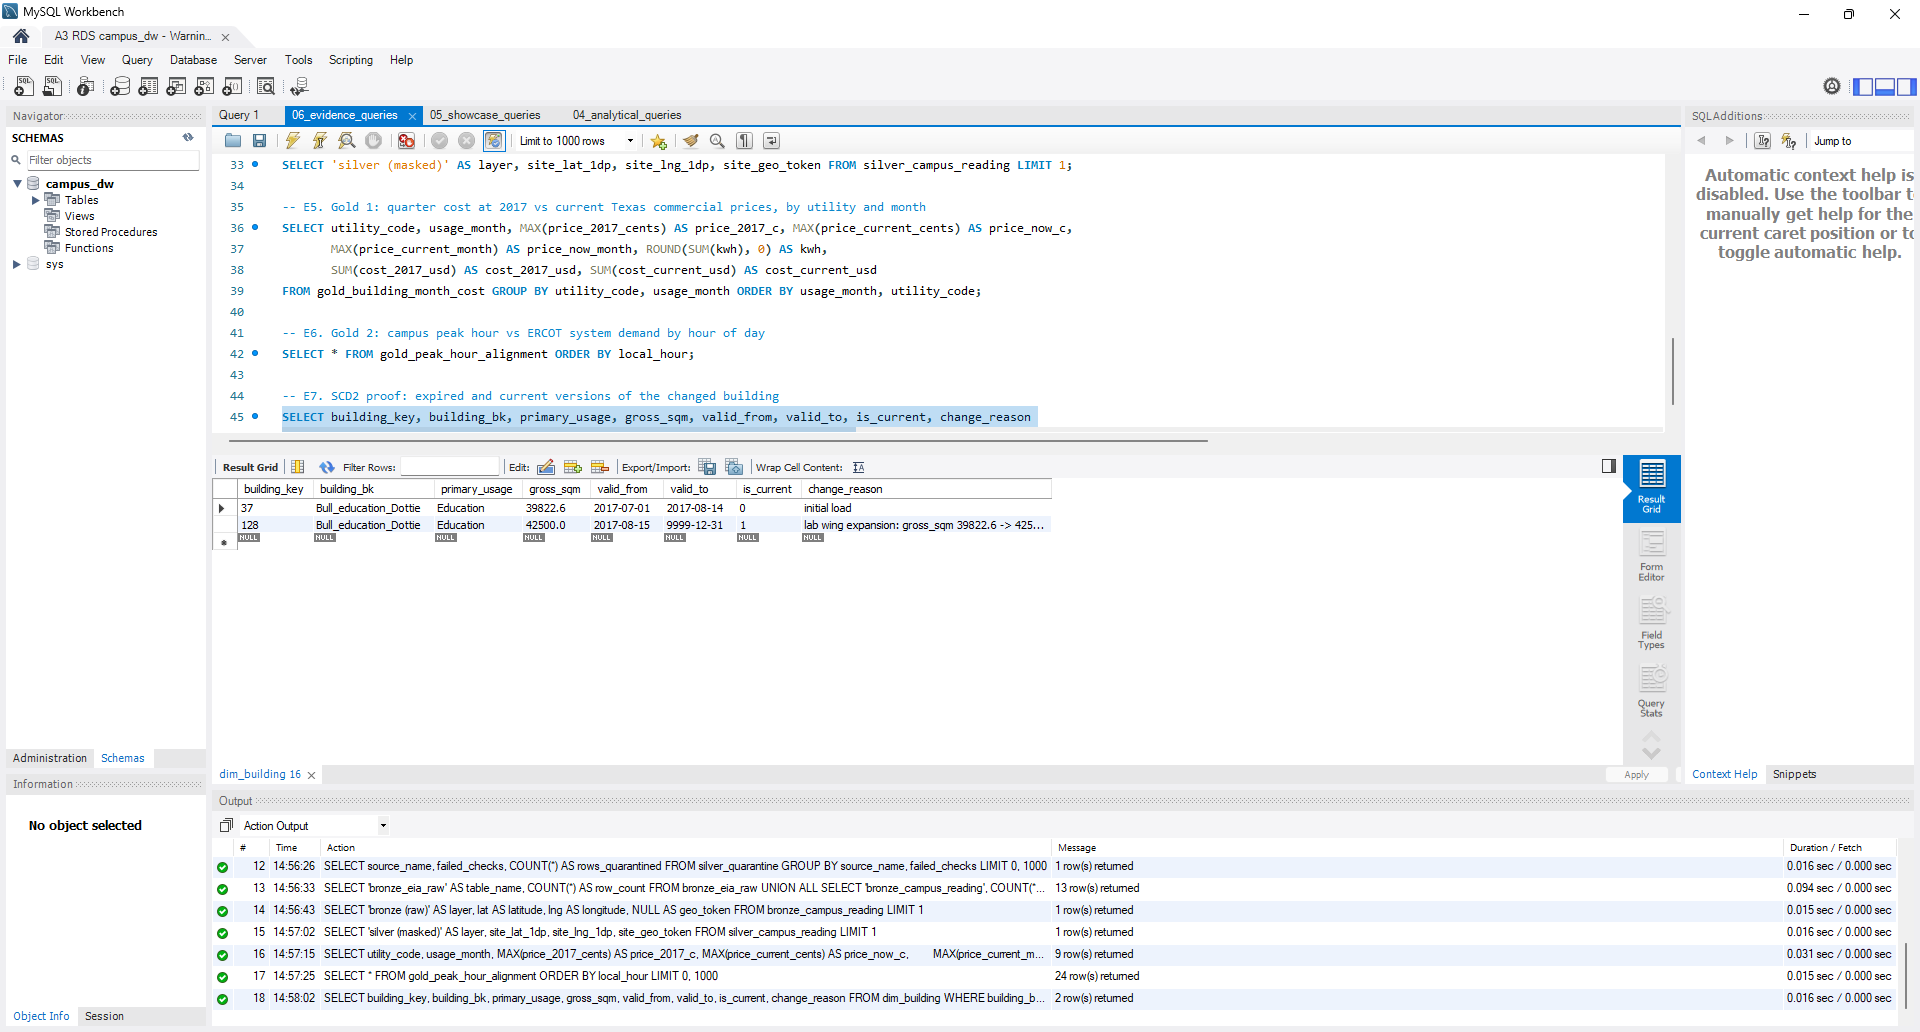 MySQL Workbench
A3 RDS campus_dw - Warnin...
File Edit View Query Database Server Tools Scripting Help
Navigator
SCHEMAS
Filter objects
campus_dw
Tables
Views
Stored Procedures
Functions
sys
Administration Schemas
Information
No object selected
Object Info Session
Query 1 06_evidence_queries 05_showcase_queries 04_analytical_queries
Limit to 1000 rows
33 SELECT 'silver (masked)' AS layer, site_lat_1dp, site_lng_1dp, site_geo_token FROM silver_campus_reading LIMIT 1;
34
35 -- E5. Gold 1: quarter cost at 2017 vs current Texas commercial prices, by utility and month
36 SELECT utility_code, usage_month, MAX(price_2017_cents) AS price_2017_c, MAX(price_current_cents) AS price_now_c,
37 MAX(price_current_month) AS price_now_month, ROUND(SUM(kwh), 0) AS kwh,
38 SUM(cost_2017_usd) AS cost_2017_usd, SUM(cost_current_usd) AS cost_current_usd
39 FROM gold_building_month_cost GROUP BY utility_code, usage_month ORDER BY usage_month, utility_code;
40
41 -- E6. Gold 2: campus peak hour vs ERCOT system demand by hour of day
42 SELECT * FROM gold_peak_hour_alignment ORDER BY local_hour;
43
44 -- E7. SCD2 proof: expired and current versions of the changed building
45 SELECT building_key, building_bk, primary_usage, gross_sqm, valid_from, valid_to, is_current, change_reason
Result Grid Filter Rows: Edit: Export/Import: Wrap Cell Content:
building_key building_bk primary_usage gross_sqm valid_from valid_to is_current change_reason
37 Bull_education_Dottie Education 39822.6 2017-07-01 2017-08-14 0 initial load
128 Bull_education_Dottie Education 42500.0 2017-08-15 9999-12-31 1 lab wing expansion: gross_sqm 39822.6 -> 425...
NULL NULL NULL NULL NULL NULL NULL NULL
Result Grid
Form Editor
Field Types
Query Stats
dim_building 16
Apply
SQLAdditions
Jump to
Automatic context help is
disabled. Use the toolbar t
manually get help for the
current caret position or to
toggle automatic help.
Context Help Snippets
Output
Action Output
# Time Action Message Duration / Fetch
12 14:56:26 SELECT source_name, failed_checks, COUNT(*) AS rows_quarantined FROM silver_quarantine GROUP BY source_name, failed_checks LIMIT 0, 1000 1 row(s) returned 0.016 sec / 0.000 sec
13 14:56:33 SELECT 'bronze_eia_raw' AS table_name, COUNT(*) AS row_count FROM bronze_eia_raw UNION ALL SELECT 'bronze_campus_reading', COUNT(*... 13 row(s) returned 0.094 sec / 0.000 sec
14 14:56:43 SELECT 'bronze (raw)' AS layer, lat AS latitude, lng AS longitude, NULL AS geo_token FROM bronze_campus_reading LIMIT 1 1 row(s) returned 0.015 sec / 0.000 sec
15 14:57:02 SELECT 'silver (masked)' AS layer, site_lat_1dp, site_lng_1dp, site_geo_token FROM silver_campus_reading LIMIT 1 1 row(s) returned 0.016 sec / 0.000 sec
16 14:57:15 SELECT utility_code, usage_month, MAX(price_2017_cents) AS price_2017_c, MAX(price_current_cents) AS price_now_c, MAX(price_current_m... 9 row(s) returned 0.031 sec / 0.000 sec
17 14:57:25 SELECT * FROM gold_peak_hour_alignment ORDER BY local_hour LIMIT 0, 1000 24 row(s) returned 0.015 sec / 0.000 sec
18 14:58:02 SELECT building_key, building_bk, primary_usage, gross_sqm, valid_from, valid_to, is_current, change_reason FROM dim_building WHERE building_b... 2 row(s) returned 0.016 sec / 0.000 sec